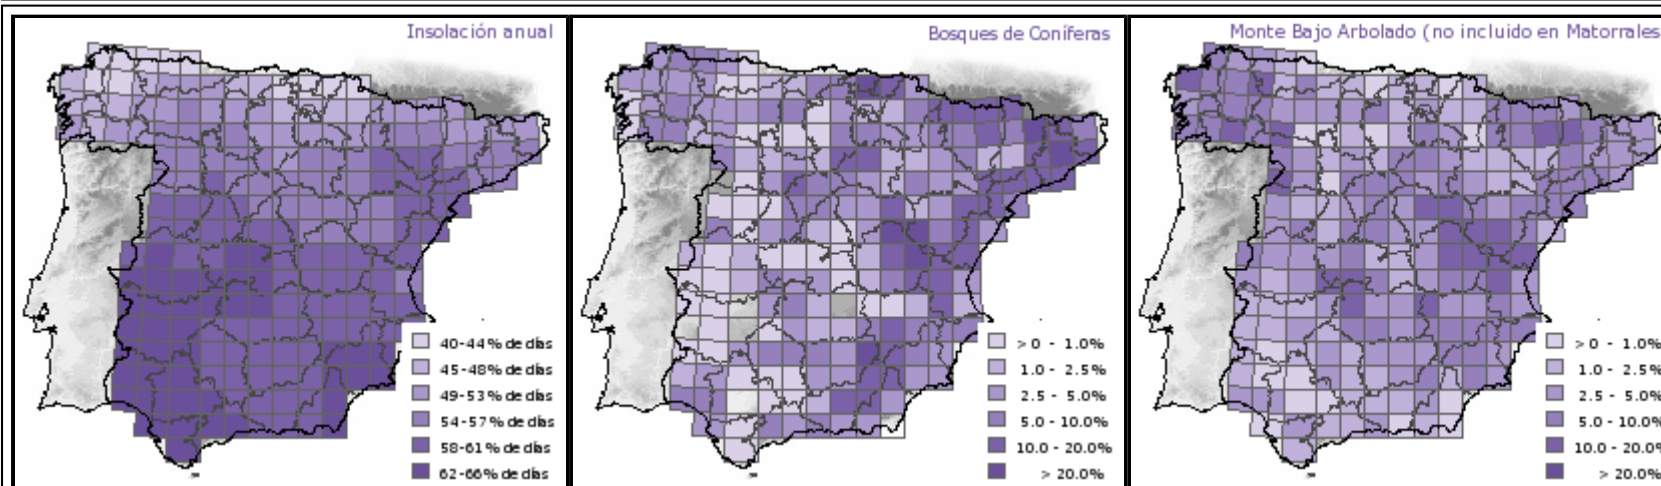 Insolación anual
40-44% de días
45-48% de días
49-53% de días
54-57% de días
58-61% de días
62-66% de días
Bosques de Coníferas
> 0 - 1.0%
1.0 - 2.5%
2.5 - 5.0%
5.0 - 10.0%
10.0 - 20.0%
> 20.0%
Monte Bajo Arbolado (no incluido en Matorrales
> 0 - 1.0%
1.0 - 2.5%
2.5 - 5.0%
5.0 - 10.0%
10.0 - 20.0%
> 20.0%